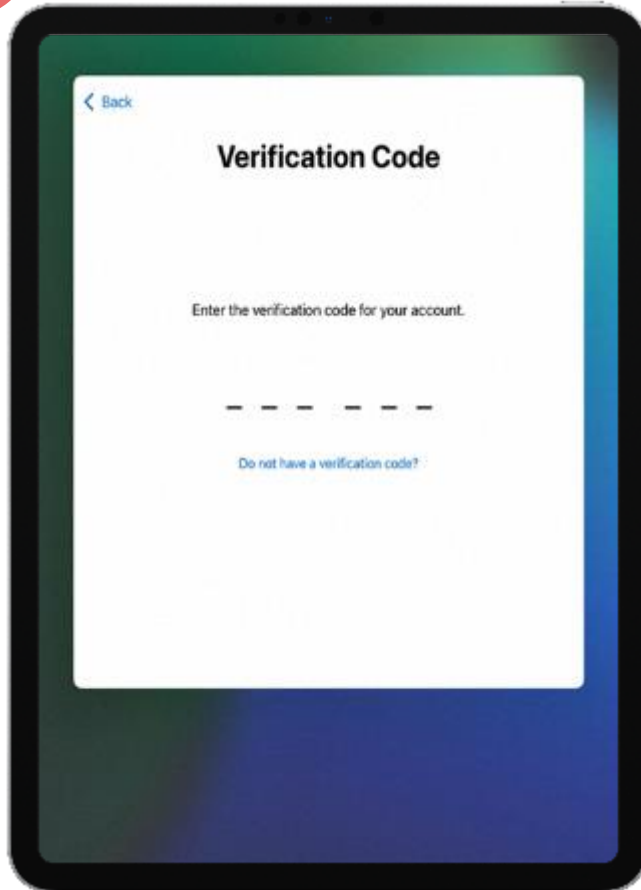 Back
Verification Code
Enter the verification code for your account.
Do not have a verification code?